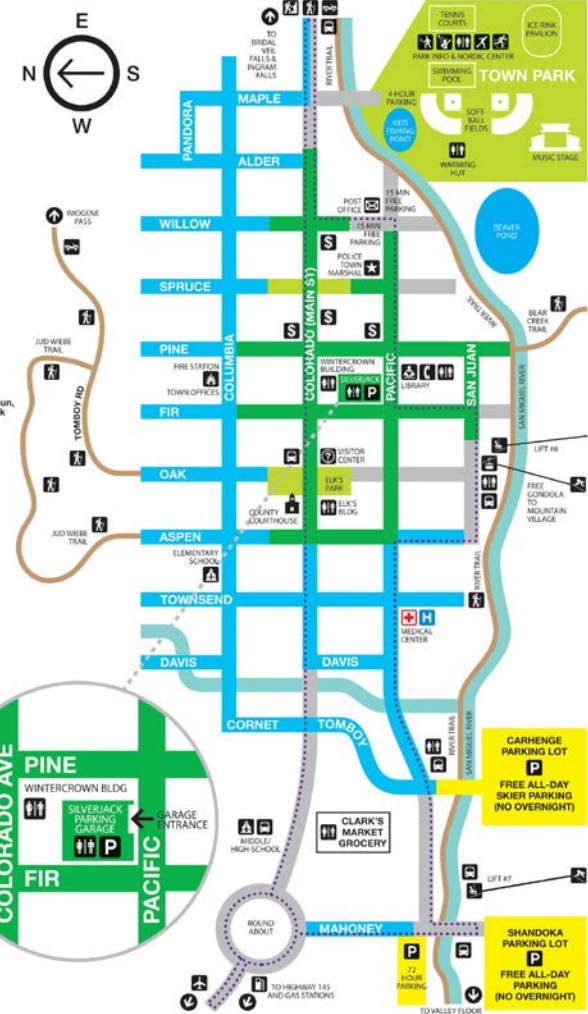 E
N
S
W
TO
BRIDAL
VEIL
FALLS &
INGRAM
FALLS
RIVER TRAIL
TENNIS
COURTS
ICE RINK
PAVILION
PARK INFO & NORDIC CENTER
SWIMMING
POOL
TOWN PARK
4 HOUR
PARKING
KIDS
FISHING
POND
SOFT-
BALL
FIELDS
WARMING
HUT
MUSIC STAGE
MAPLE
PANDORA
ALDER
15 MIN
FREE
PARKING
POST
OFFICE
WILLOW
15 MIN
FREE
PARKING
BEAVER
POND
IMOGENE
PASS
$
POLICE
TOWN
MARSHAL
SPRUCE
COLORADO (MAIN ST)
RIVER TRAIL
BEAR
CREEK
TRAIL
$
$
$
JUD WIEBE
TRAIL
PINE
COLUMBIA
PACIFIC
SAN JUAN
FIRE STATION
TOWN OFFICES
WINTERCROWN
BUILDING
SILVERJACK
P
LIBRARY
SAN MIGUEL RIVER
un,
k
TOMBOY RD
FIR
LIFT #8
OAK
?
VISITOR
CENTER
ELK'S
PARK
FREE
GONDOLA
TO
MOUNTAIN
VILLAGE
COUNTY
COURTHOUSE
ELK'S
BLDG
JUD WIEBE
TRAIL
ASPEN
ELEMENTARY
SCHOOL
RIVER TRAIL
TOWNSEND
H
MEDICAL
CENTER
DAVIS
DAVIS
CORNET
TOMBOY
RIVER TRAIL
SAN MIGUEL RIVER
CARHENGE
PARKING LOT
P
FREE ALL-DAY
SKIER PARKING
(NO OVERNIGHT)
COLORADO AVE
PINE
WINTERCROWN BLDG
SILVERJACK
PARKING
GARAGE
P
GARAGE
ENTRANCE
PACIFIC
FIR
MIDDLE/
HIGH-SCHOOL
CLARK'S
MARKET
GROCERY
LIFT #7
ROUND
ABOUT
MAHONEY
P
72
HOUR
PARKING
SHANDOKA
PARKING LOT
P
FREE ALL-DAY
PARKING
(NO OVERNIGHT)
TO HIGHWAY 145
AND GAS STATIONS
TO VALLEY FLOOR